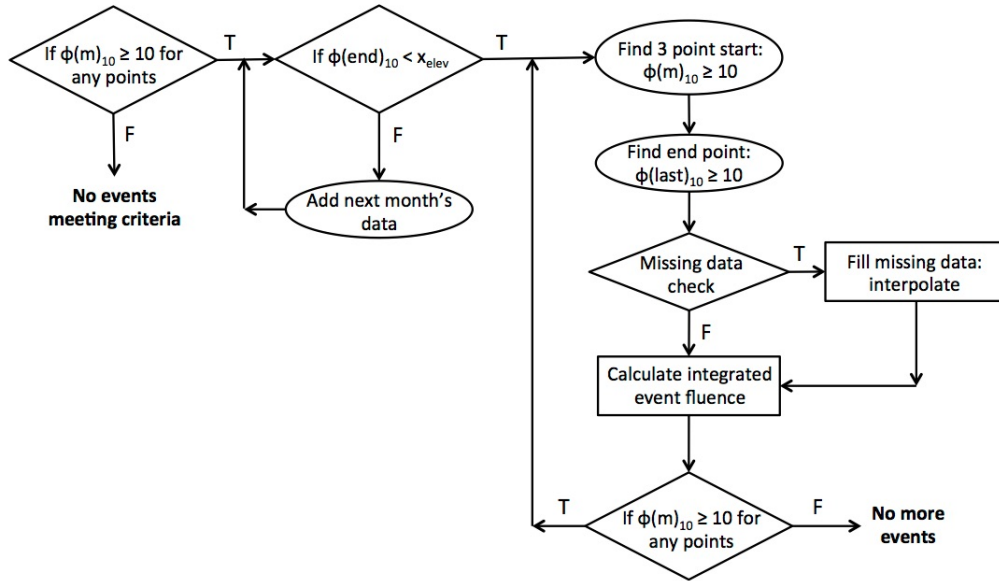 If ϕ(m)₁₀ ≥ 10 for
any points
T
F
No events
meeting criteria
If ϕ(end)₁₀ < xₑₗₑᵥ
T
F
Add next month's
data
Find 3 point start:
ϕ(m)₁₀ ≥ 10
Find end point:
ϕ(last)₁₀ ≥ 10
Missing data
check
T
Fill missing data:
interpolate
F
Calculate integrated
event fluence
If ϕ(m)₁₀ ≥ 10 for
any points
T
F
No more
events